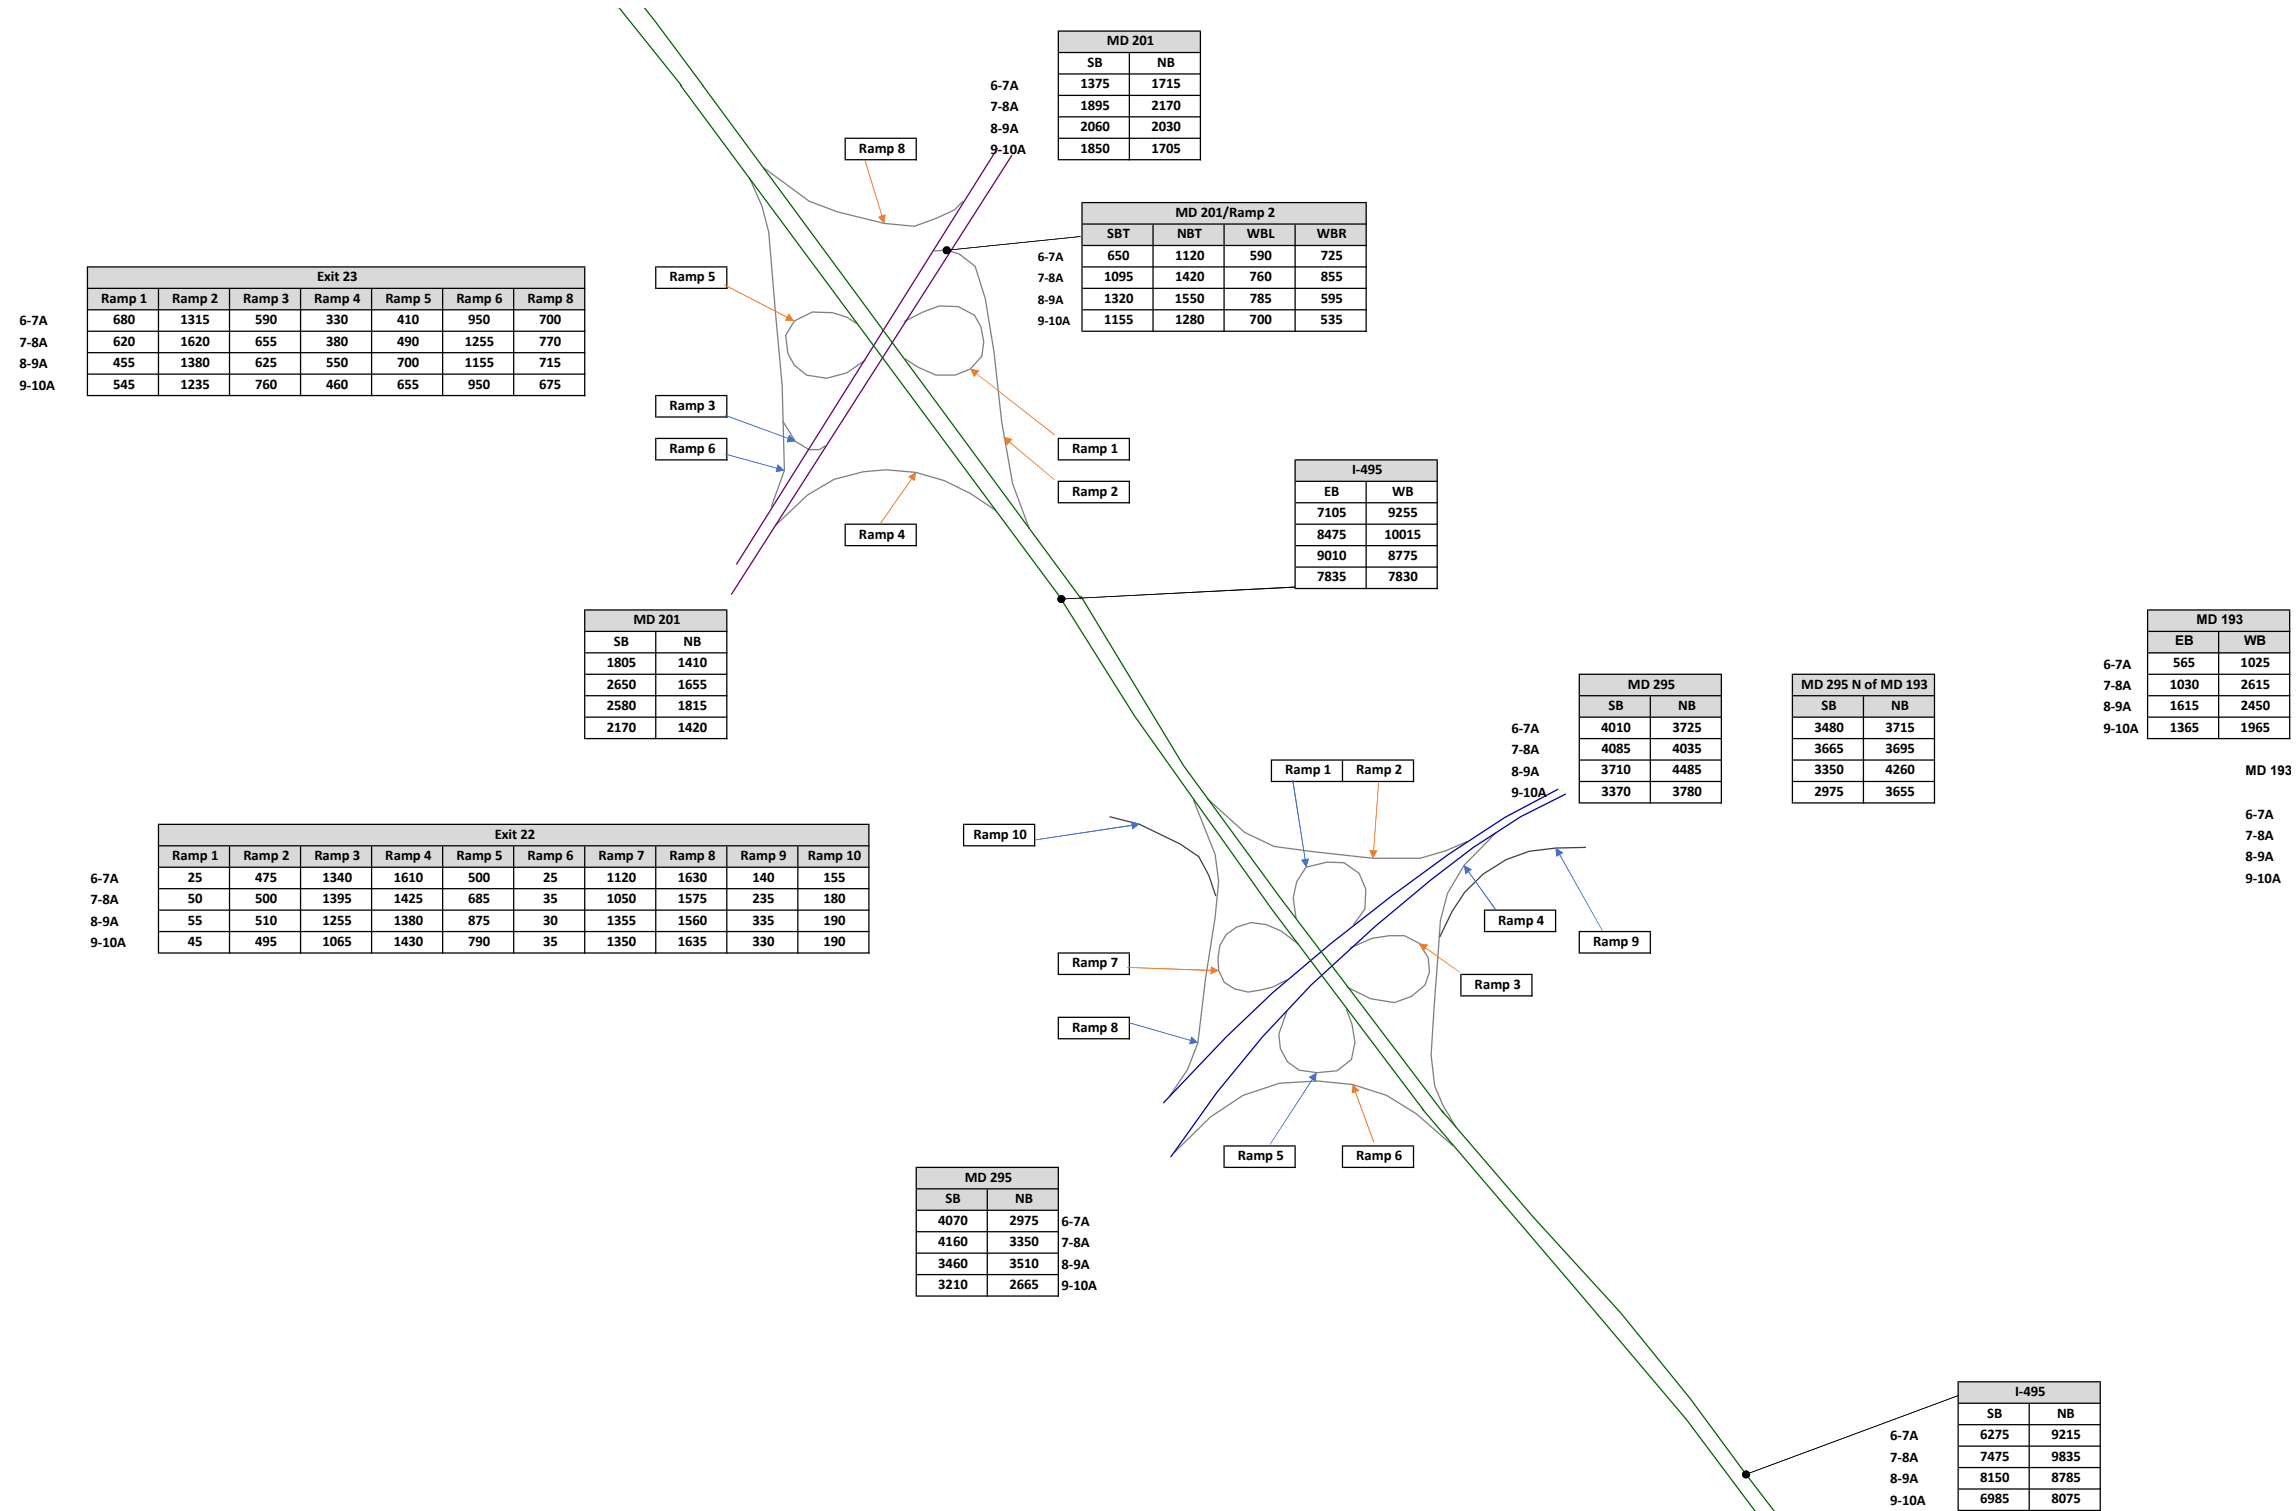 MD 201
SB NB
6-7A 1375 1715
7-8A 1895 2170
8-9A 2060 2030
9-10A 1850 1705
Ramp 8
MD 201/Ramp 2
SBT NBT WBL WBR
6-7A 650 1120 590 725
7-8A 1095 1420 760 855
8-9A 1320 1550 785 595
9-10A 1155 1280 700 535
Exit 23
Ramp 1 Ramp 2 Ramp 3 Ramp 4 Ramp 5 Ramp 6 Ramp 8
6-7A 680 1315 590 330 410 950 700
7-8A 620 1620 655 380 490 1255 770
8-9A 455 1380 625 550 700 1155 715
9-10A 545 1235 760 460 655 950 675
Ramp 5
Ramp 3
Ramp 6
Ramp 1
Ramp 2
Ramp 4
I-495
EB WB
7105 9255
8475 10015
9010 8775
7835 7830
MD 201
SB NB
1805 1410
2650 1655
2580 1815
2170 1420
MD 193
EB WB
6-7A 565 1025
7-8A 1030 2615
8-9A 1615 2450
9-10A 1365 1965
MD 295
SB NB
6-7A 4010 3725
7-8A 4085 4035
8-9A 3710 4485
9-10A 3370 3780
MD 295 N of MD 193
SB NB
3480 3715
3665 3695
3350 4260
2975 3655
MD 193
6-7A
7-8A
8-9A
9-10A
Ramp 1 Ramp 2
Ramp 10
Exit 22
Ramp 1 Ramp 2 Ramp 3 Ramp 4 Ramp 5 Ramp 6 Ramp 7 Ramp 8 Ramp 9 Ramp 10
6-7A 25 475 1340 1610 500 25 1120 1630 140 155
7-8A 50 500 1395 1425 685 35 1050 1575 235 180
8-9A 55 510 1255 1380 875 30 1355 1560 335 190
9-10A 45 495 1065 1430 790 35 1350 1635 330 190
Ramp 4
Ramp 9
Ramp 7
Ramp 3
Ramp 8
Ramp 5
Ramp 6
MD 295
SB NB
4070 2975 6-7A
4160 3350 7-8A
3460 3510 8-9A
3210 2665 9-10A
I-495
SB NB
6-7A 6275 9215
7-8A 7475 9835
8-9A 8150 8785
9-10A 6985 8075